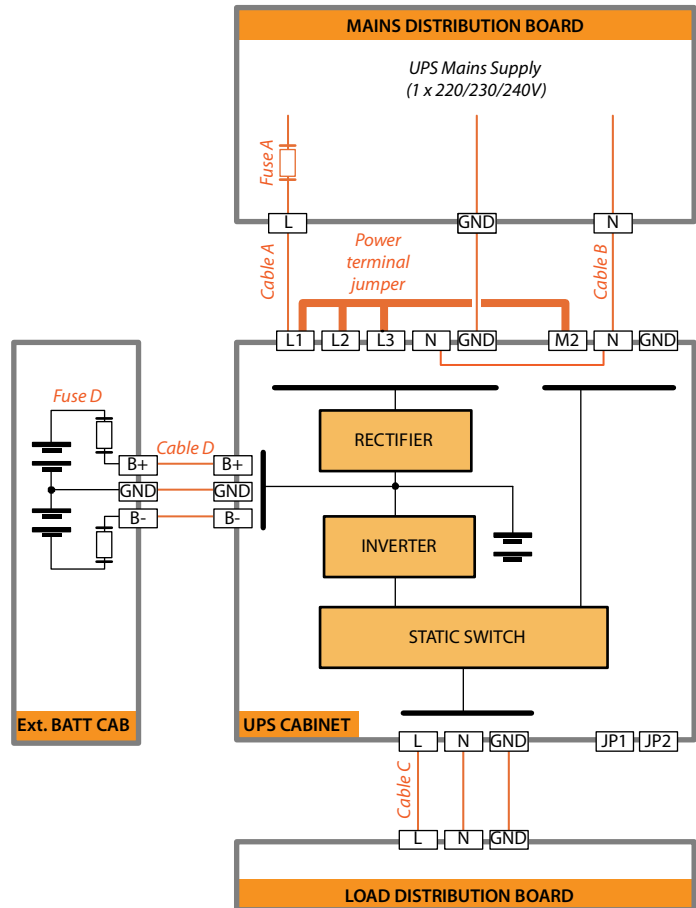 MAINS DISTRIBUTION BOARD
UPS Mains Supply
(1 x 220/230/240V)
Fuse A
L
GND
N
Cable A
Power
terminal
jumper
Cable B
L1
L2
L3
N
GND
M2
N
GND
Fuse D
RECTIFIER
Cable D
B+
B+
GND
GND
B-
B-
INVERTER
STATIC SWITCH
Ext. BATT CAB
UPS CABINET
L
N
GND
JP1
JP2
Cable C
L
N
GND
LOAD DISTRIBUTION BOARD